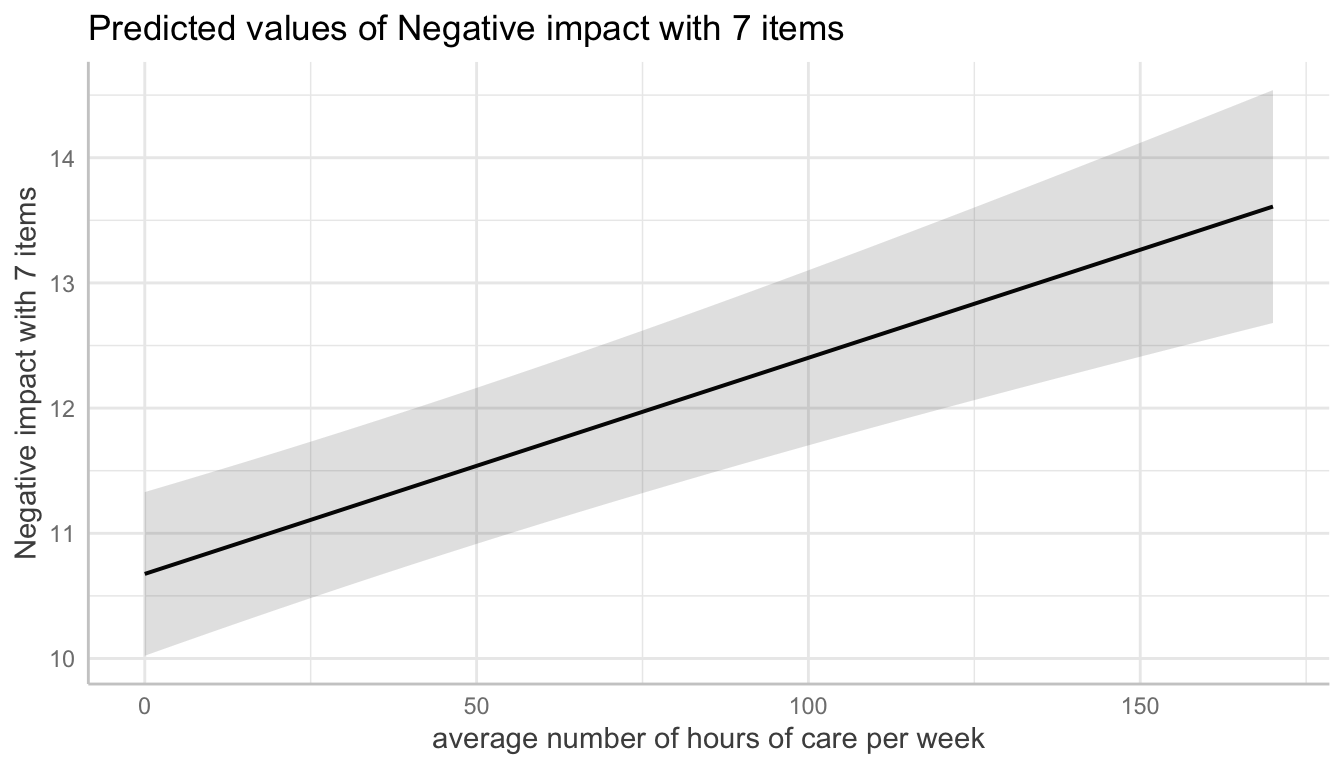 Predicted values of Negative impact with 7 items
Negative impact with 7 items
14
13
12
11
10
0 50 100 150
average number of hours of care per week